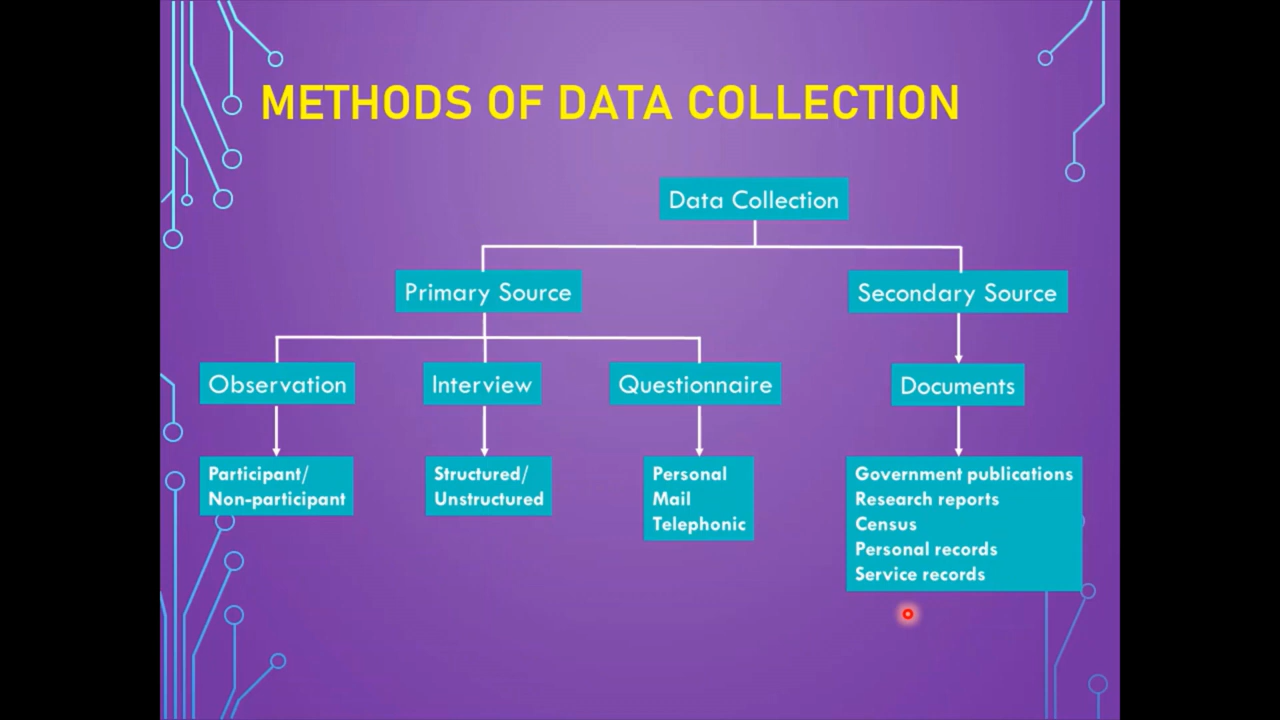 METHODS OF DATA COLLECTION
Data Collection
Primary Source
Secondary Source
Observation
Interview
Questionnaire
Documents
Participant/
Non-participant
Structured/
Unstructured
Personal
Mail
Telephonic
Government publications
Research reports
Census
Personal records
Service records